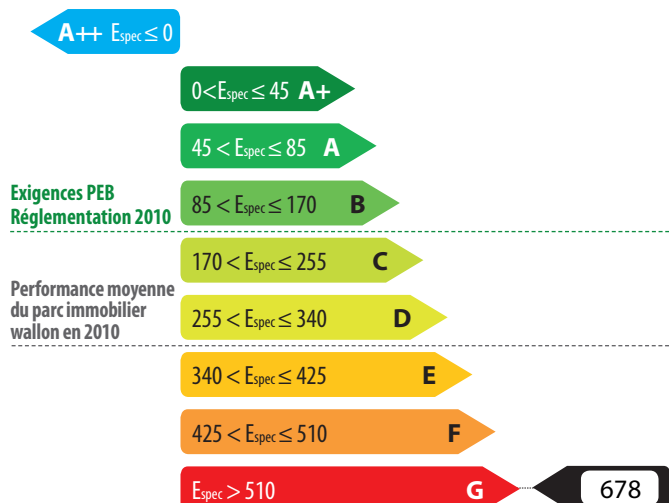 A++ Espec ≤ 0
0<Espec ≤ 45 A+
45 < Espec ≤ 85 A
Exigences PEB
Réglementation 2010
85 < Espec ≤ 170 B
170 < Espec ≤ 255 C
Performance moyenne
du parc immobilier
wallon en 2010
255 < Espec ≤ 340 D
340 < Espec ≤ 425 E
425 < Espec ≤ 510 F
Espec > 510 G 678